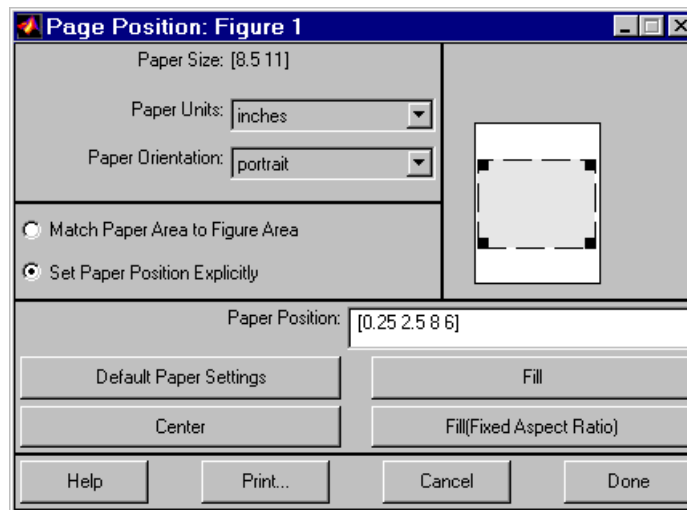 Page Position: Figure 1
Paper Size: [8.5 11]
Paper Units: inches
Paper Orientation: portrait
Match Paper Area to Figure Area
Set Paper Position Explicitly
Paper Position: [0.25 2.5 8 6]
Default Paper Settings Fill
Center Fill(Fixed Aspect Ratio)
Help Print... Cancel Done